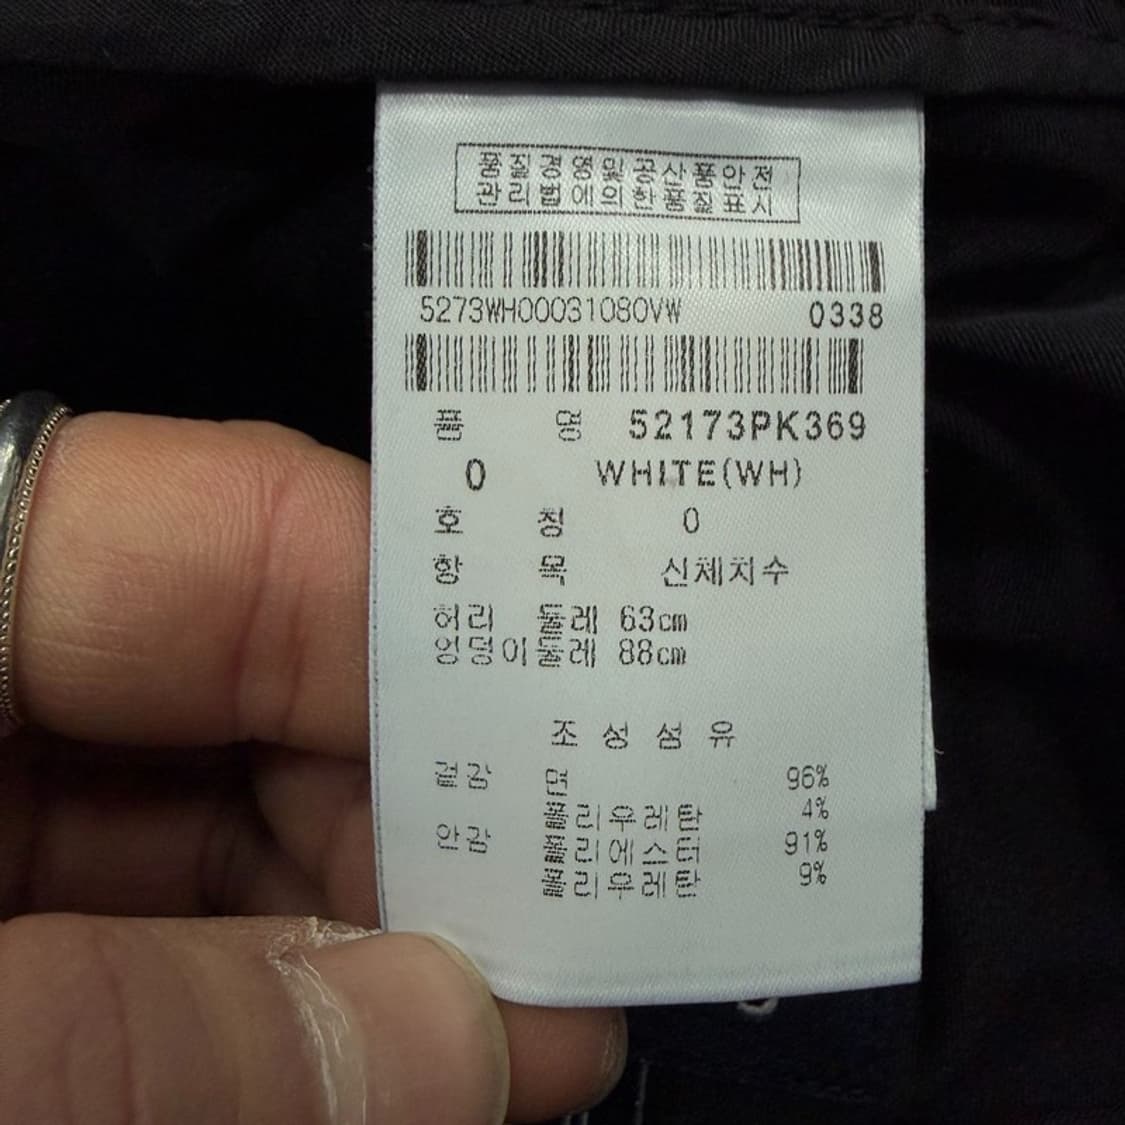 품질경영및공산품안전
관리법에의한품질표시
5273WH00031080VW 0338
품 명 52173PK369
0 WHITE(WH)
호 칭 0
항 목 신체치수
허리 둘레 63cm
엉덩이둘레 88cm
조성섬유
겉감 면 96%
폴리우레탄 4%
안감 폴리에스터 91%
폴리우레탄 9%